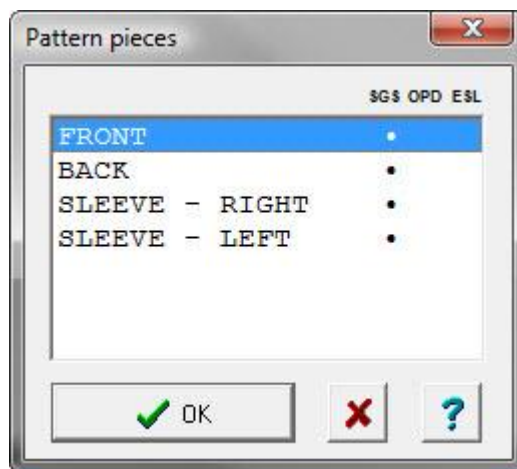 Pattern pieces
SGS OPD ESL
FRONT •
BACK •
SLEEVE - RIGHT •
SLEEVE - LEFT •
OK
?